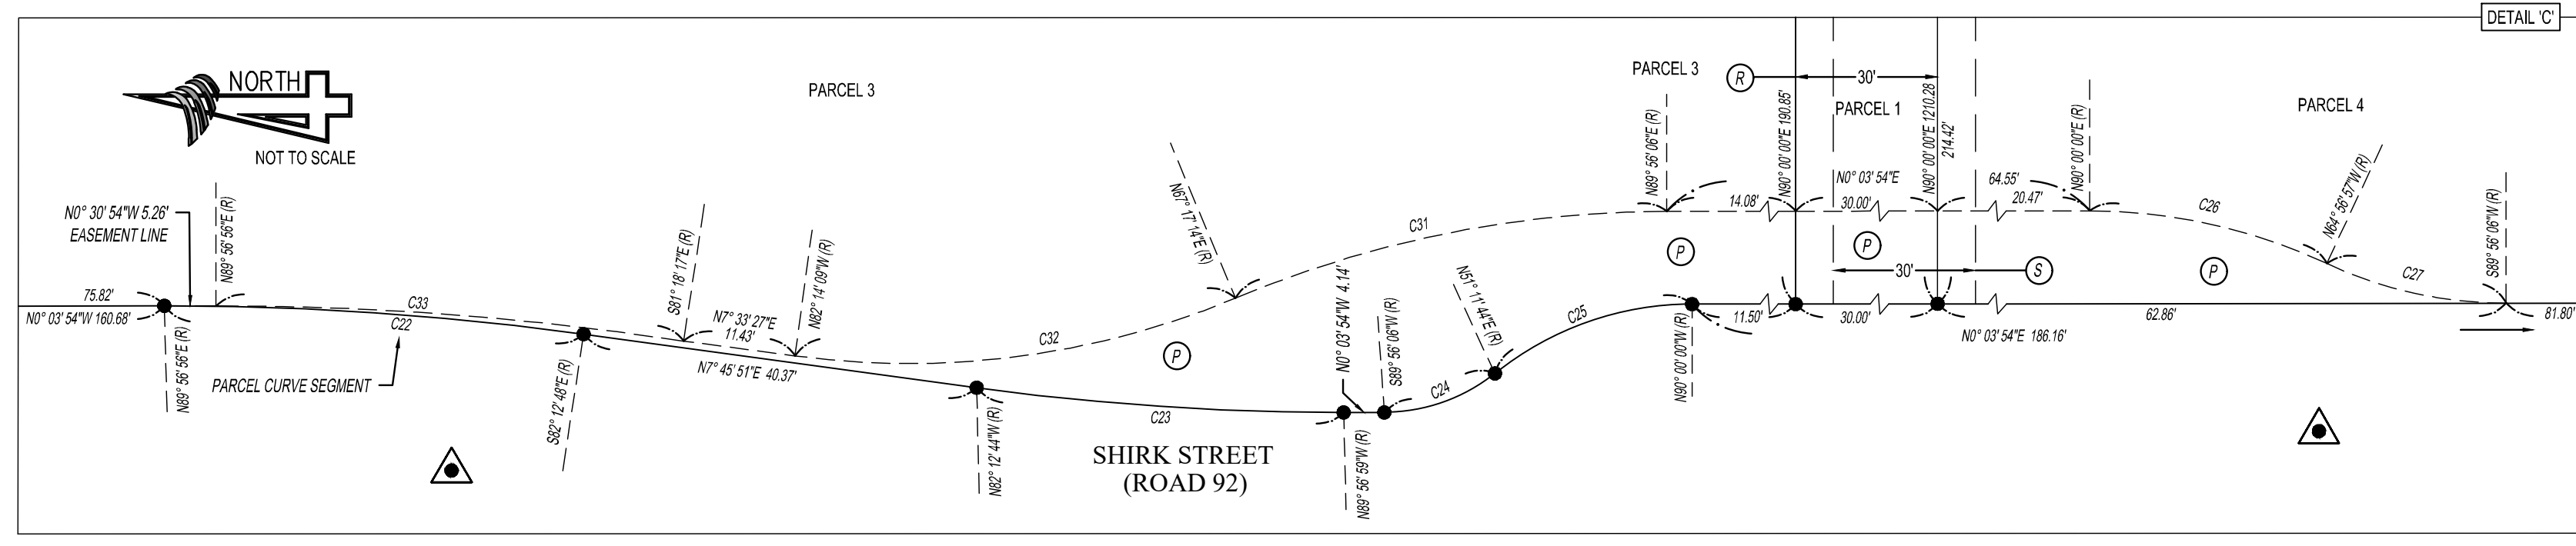 DETAIL 'C'
NORTH
NOT TO SCALE
PARCEL 3
PARCEL 3
R
30'
PARCEL 1
PARCEL 4
N0° 30' 54"W 5.26'
EASEMENT LINE
N89° 56' 56"E (R)
S81° 18' 17"E (R)
N82° 14' 09"W (R)
N67° 17' 14"E (R)
N89° 56' 06"E (R)
N90° 00' 00"E 190.85'
N90° 00' 00"E 1210.28
214.42'
N90° 00' 00"E (R)
N64° 56' 57"W (R)
S89° 56' 06"W (R)
N0° 03' 54"E
14.08'
30.00'
64.55'
20.47'
C26
C31
C27
75.82'
N0° 03' 54"W 160.68'
C33
C22
N7° 33' 27"E
11.43'
C32
P
P
P
30'
S
P
N0° 03' 54"W 4.14'
S89° 56' 06"W (R)
N51° 11' 44"E (R)
C25
C24
11.50'
30.00'
N0° 03' 54"E 186.16'
62.86'
81.80'
N89° 56' 56"E (R)
PARCEL CURVE SEGMENT
S82° 12' 48"E (R)
N7° 45' 51"E 40.37'
N82° 12' 44"W (R)
C23
N89° 56' 59"W (R)
N90° 00' 00"W (R)
SHIRK STREET
(ROAD 92)